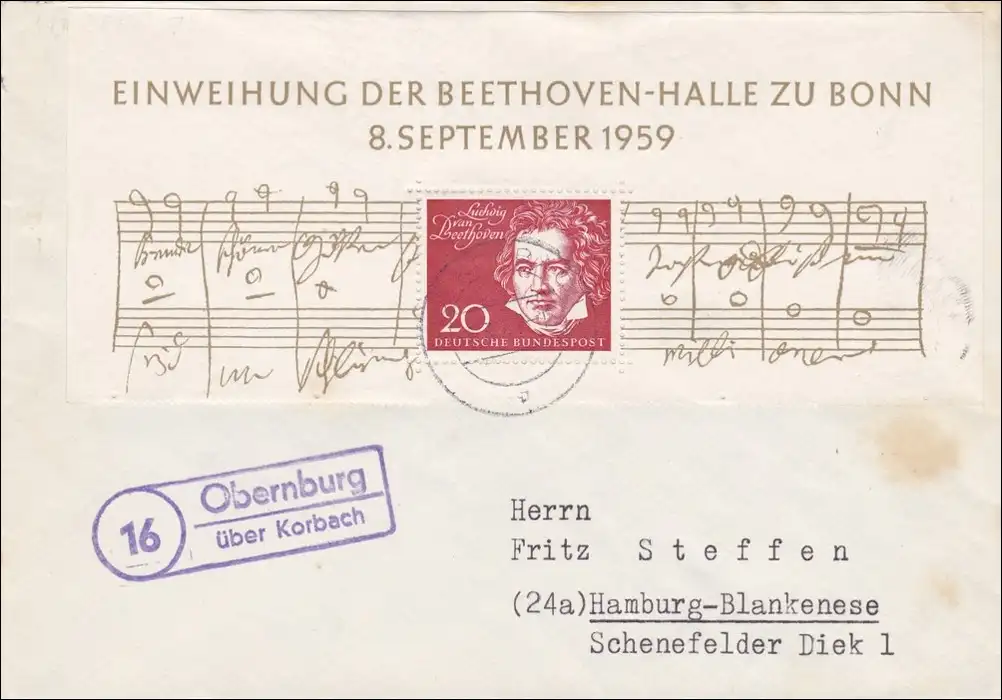 EINWEIHUNG DER BEETHOVEN-HALLE ZU BONN
8. SEPTEMBER 1959
Ludwig
van
Beethoven
20
DEUTSCHE BUNDESPOST
16
Obernburg
über Korbach
Herrn
Fritz Steffen
(24a)Hamburg-Blankenese
Schenefelder Diek 1